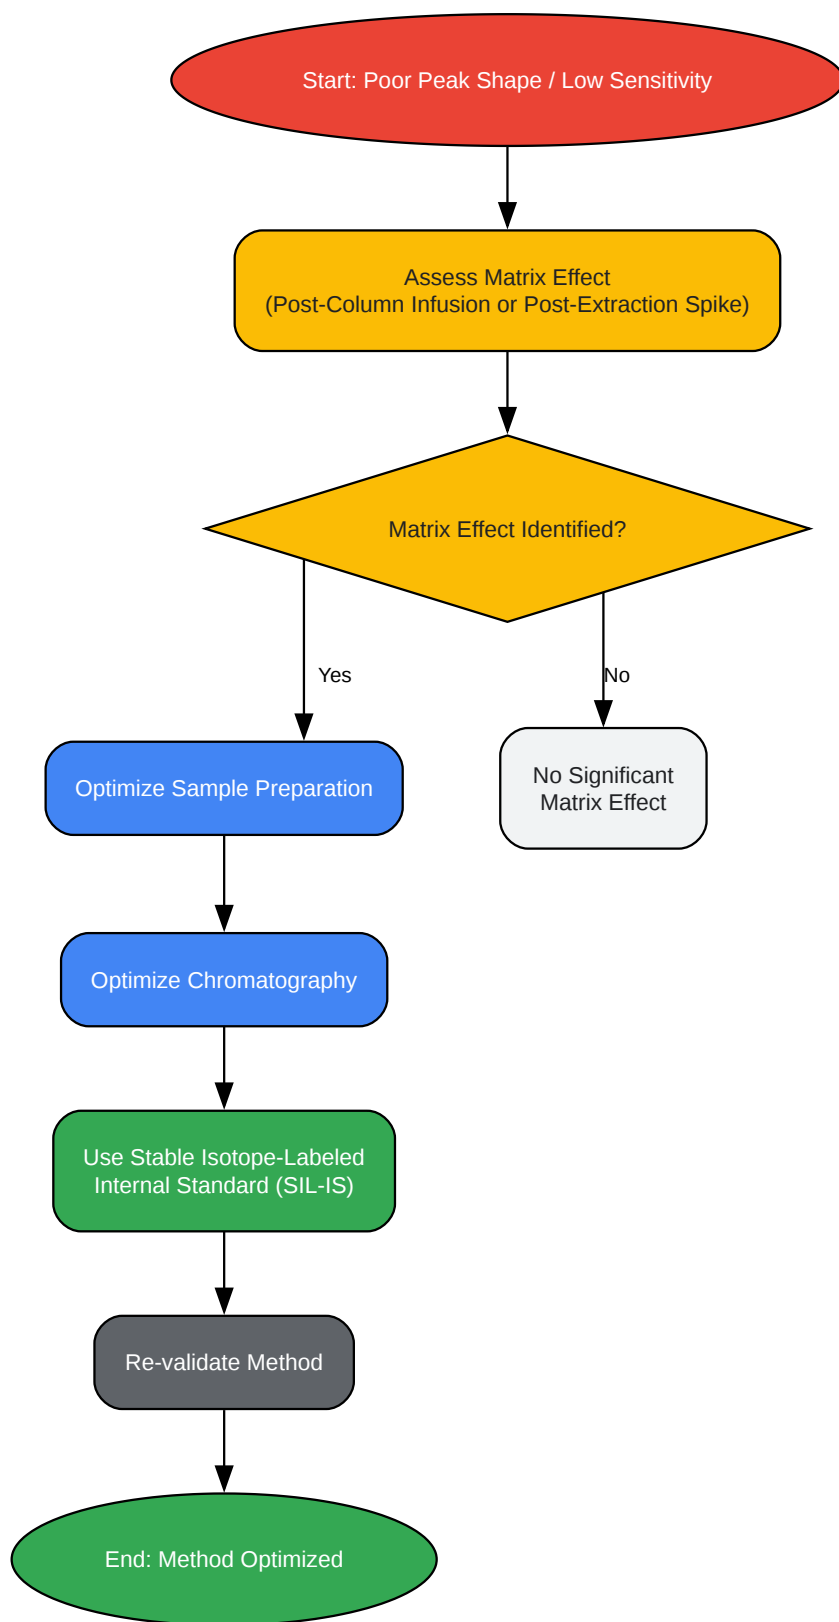 Start: Poor Peak Shape / Low Sensitivity
Assess Matrix Effect
(Post-Column Infusion or Post-Extraction Spike)
Matrix Effect Identified?
Yes
No
Optimize Sample Preparation
No Significant
Matrix Effect
Optimize Chromatography
Use Stable Isotope-Labeled
Internal Standard (SIL-IS)
Re-validate Method
End: Method Optimized